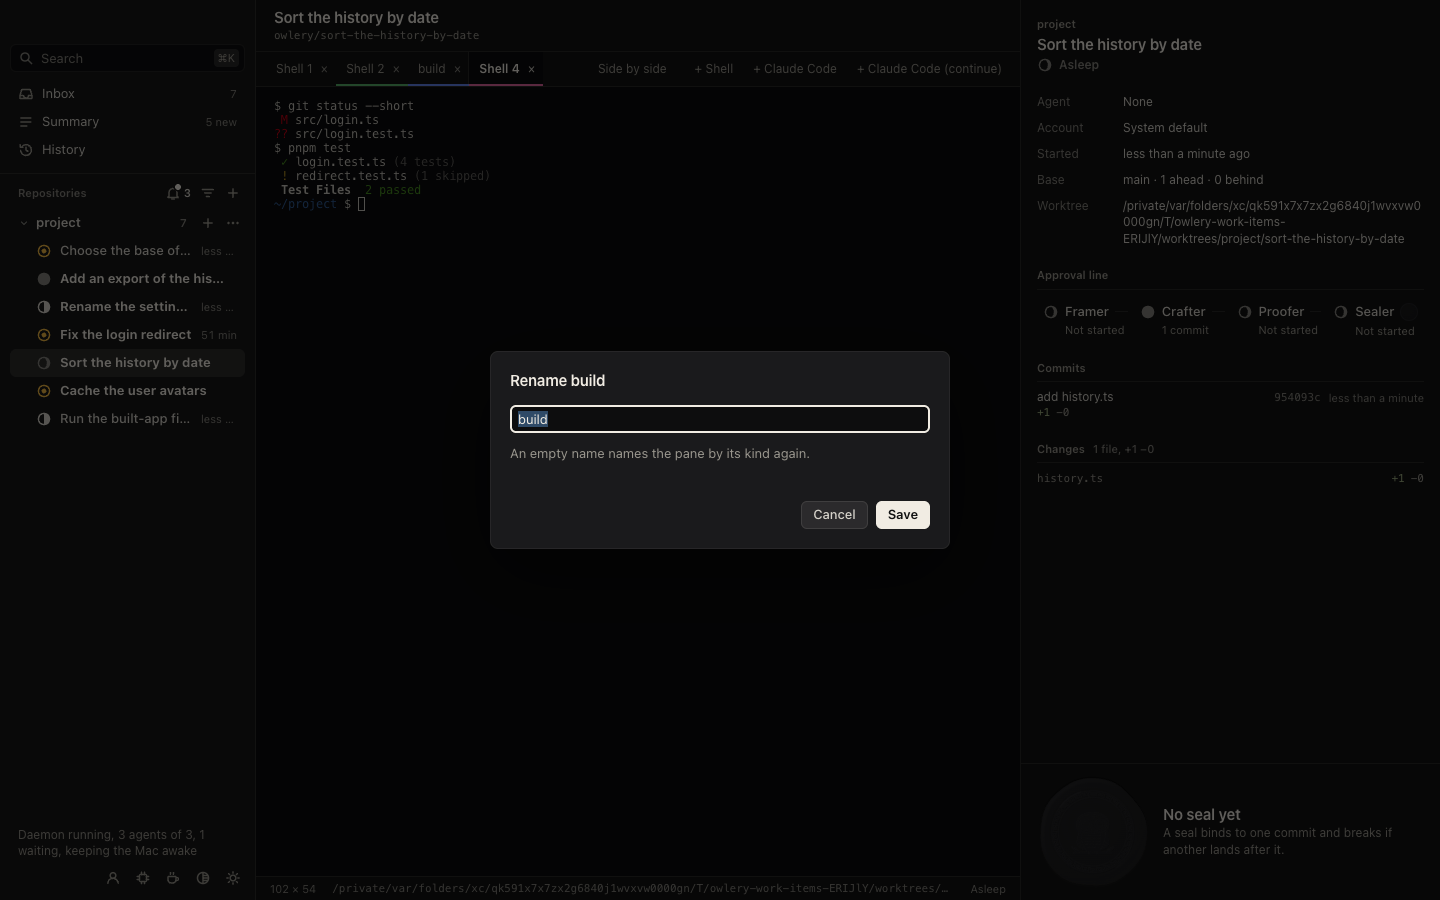 Search ⌘K
Inbox 7
Summary 5 new
History
Repositories 3
project 7
Choose the base of... less ...
Add an export of the his...
Rename the settin... less ...
Fix the login redirect 51 min
Sort the history by date
Cache the user avatars
Run the built-app fi... less ...
Daemon running, 3 agents of 3, 1
waiting, keeping the Mac awake
Sort the history by date
owlery/sort-the-history-by-date
Shell 1 × Shell 2 × build × Shell 4 × Side by side + Shell + Claude Code + Claude Code (continue)
$ git status --short
M src/login.ts
?? src/login.test.ts
$ pnpm test
✓ login.test.ts (4 tests)
! redirect.test.ts (1 skipped)
Test Files 2 passed
~/project $
Rename build
build
An empty name names the pane by its kind again.
Cancel Save
102 × 54 /private/var/folders/xc/qk591x7x7zx2g6840j1wvxvw0000gn/T/owlery-work-items-ERIJlY/worktrees/… Asleep
project
Sort the history by date
Asleep
Agent None
Account System default
Started less than a minute ago
Base main · 1 ahead · 0 behind
Worktree /private/var/folders/xc/qk591x7x7zx2g6840j1wvxvw0
000gn/T/owlery-work-items-
ERIJlY/worktrees/project/sort-the-history-by-date
Approval line
Framer Crafter Proofer Sealer
Not started 1 commit Not started Not started
Commits
add history.ts 954093c less than a minute
+1 −0
Changes 1 file, +1 −0
history.ts +1 −0
No seal yet
A seal binds to one commit and breaks if
another lands after it.